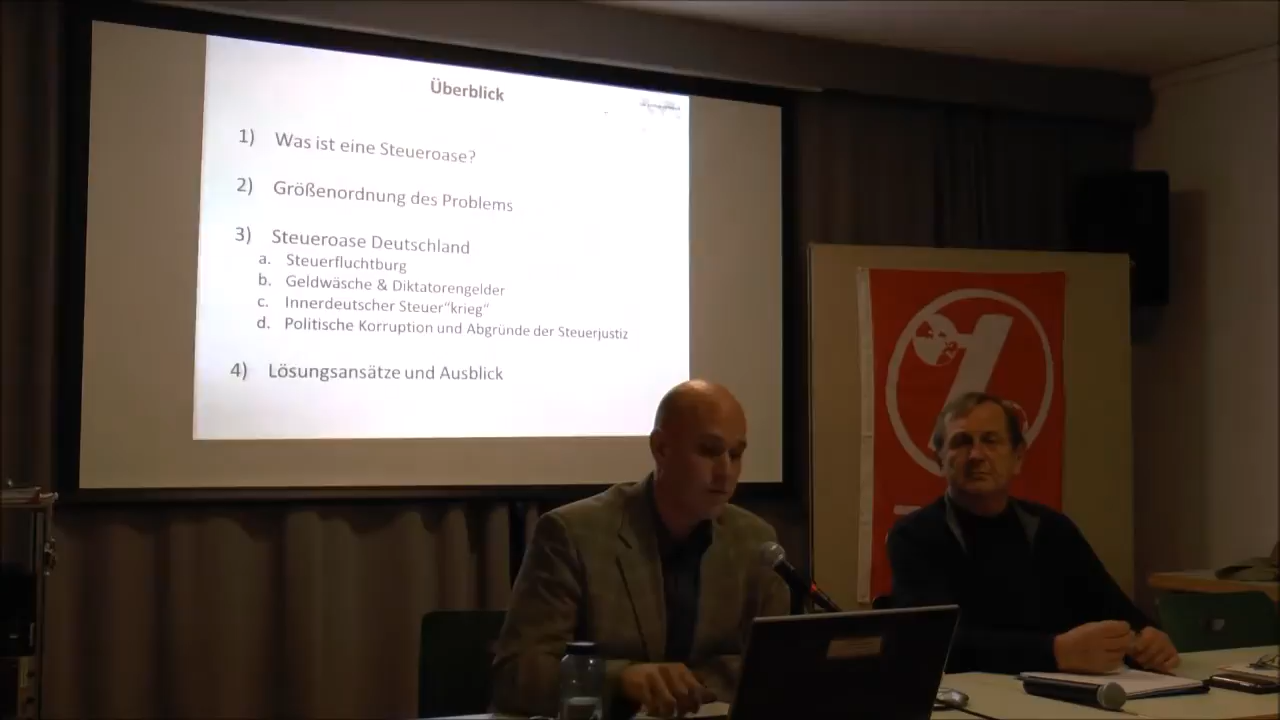 Überblick
1) Was ist eine Steueroase?
2) Größenordnung des Problems
3) Steueroase Deutschland
a. Steuerfluchtburg
b. Geldwäsche & Diktatorengelder
c. Innerdeutscher Steuer“krieg“
d. Politische Korruption und Abgründe der Steuerjustiz
4) Lösungsansätze und Ausblick